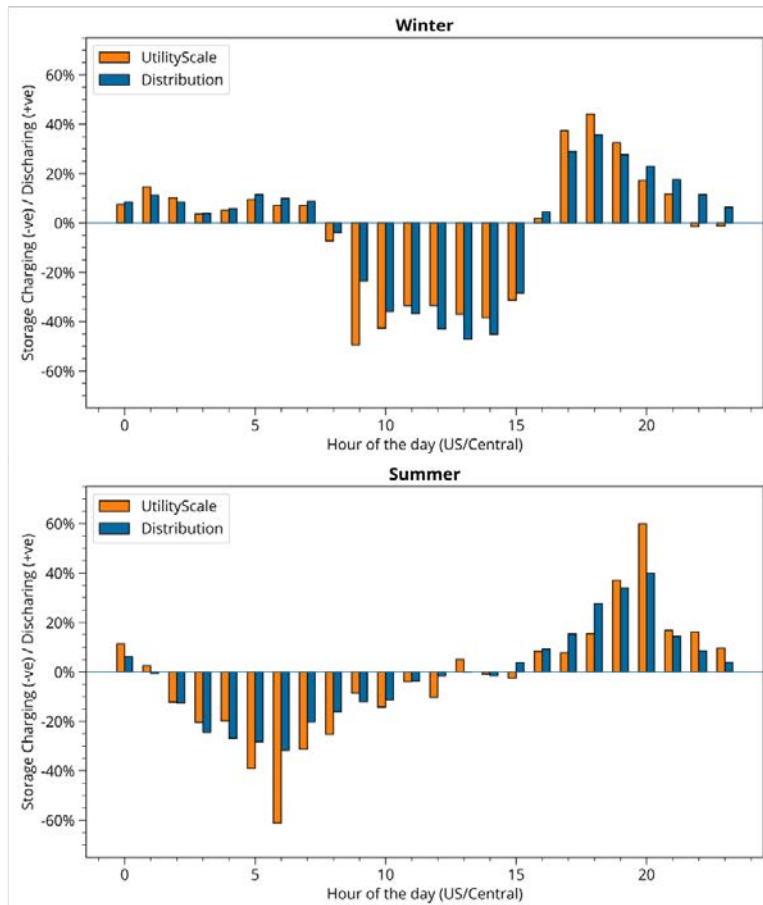 Winter
UtilityScale
Distribution
60%
40%
20%
0%
-20%
-40%
-60%
Storage Charging (-ve) / Discharing (+ve)
0 5 10 15 20
Hour of the day (US/Central)
Summer
UtilityScale
Distribution
60%
40%
20%
0%
-20%
-40%
-60%
Storage Charging (-ve) / Discharing (+ve)
0 5 10 15 20
Hour of the day (US/Central)